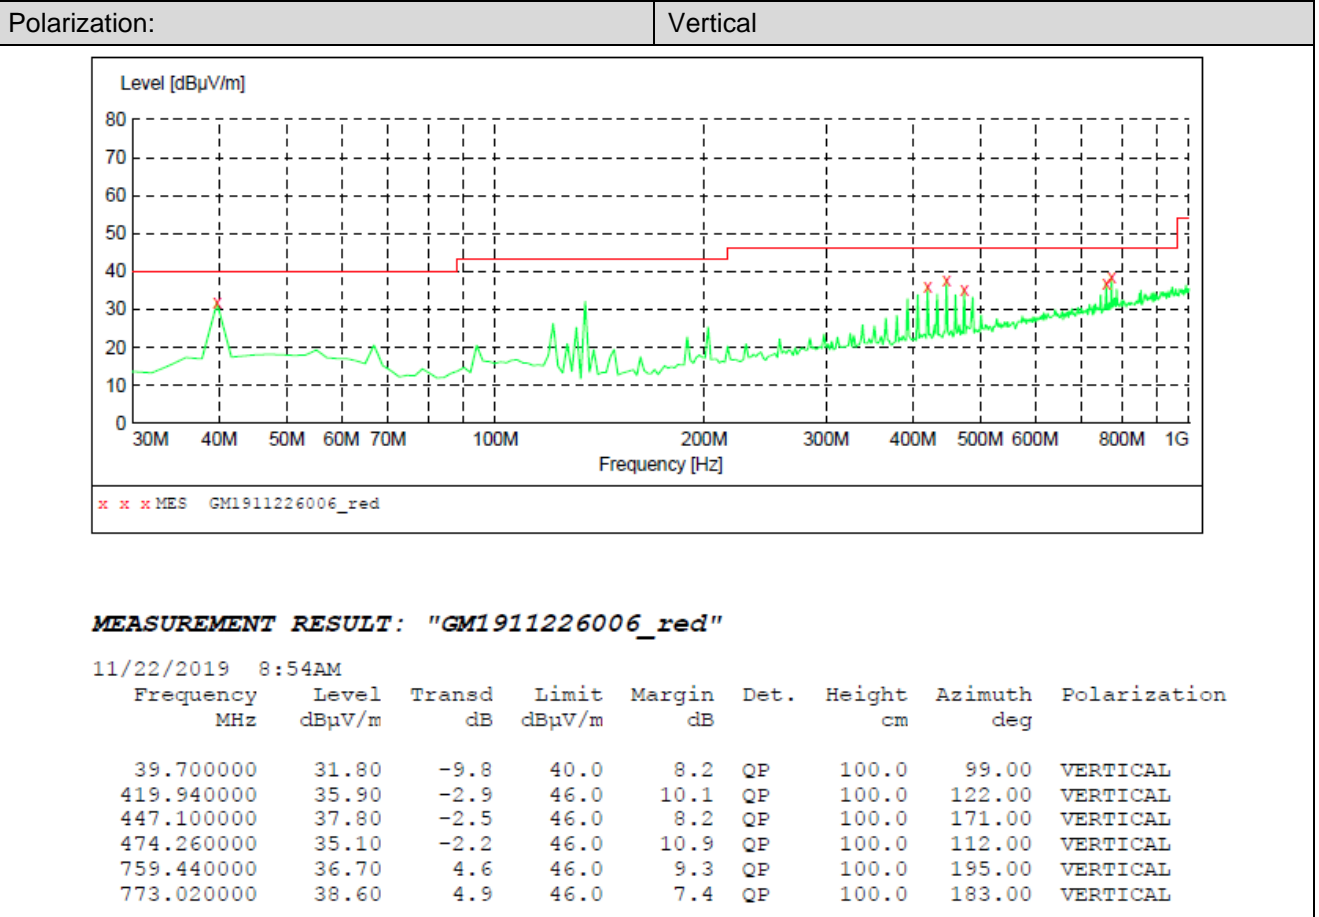 Polarization: Vertical
Level [dBµV/m]
80
70
60
50
40
30
20
10
0
30M 40M 50M 60M 70M 100M 200M 300M 400M 500M 600M 800M 1G
Frequency [Hz]
x x x MES GM1911226006_red
MEASUREMENT RESULT: "GM1911226006_red"
11/22/2019 8:54AM
Frequency Level Transd Limit Margin Det. Height Azimuth Polarization
MHz dBµV/m dB dBµV/m dB cm deg
39.700000 31.80 -9.8 40.0 8.2 QP 100.0 99.00 VERTICAL
419.940000 35.90 -2.9 46.0 10.1 QP 100.0 122.00 VERTICAL
447.100000 37.80 -2.5 46.0 8.2 QP 100.0 171.00 VERTICAL
474.260000 35.10 -2.2 46.0 10.9 QP 100.0 112.00 VERTICAL
759.440000 36.70 4.6 46.0 9.3 QP 100.0 195.00 VERTICAL
773.020000 38.60 4.9 46.0 7.4 QP 100.0 183.00 VERTICAL